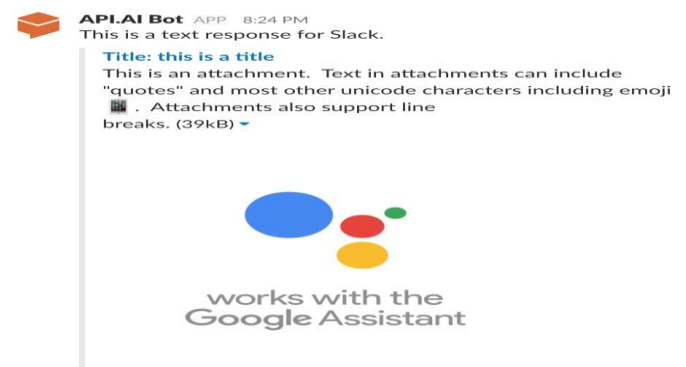 API.AI Bot APP 8:24 PM
This is a text response for Slack.
Title: this is a title
This is an attachment. Text in attachments can include
"quotes" and most other unicode characters including emoji
. Attachments also support line
breaks. (39kB)
works with the
Google Assistant